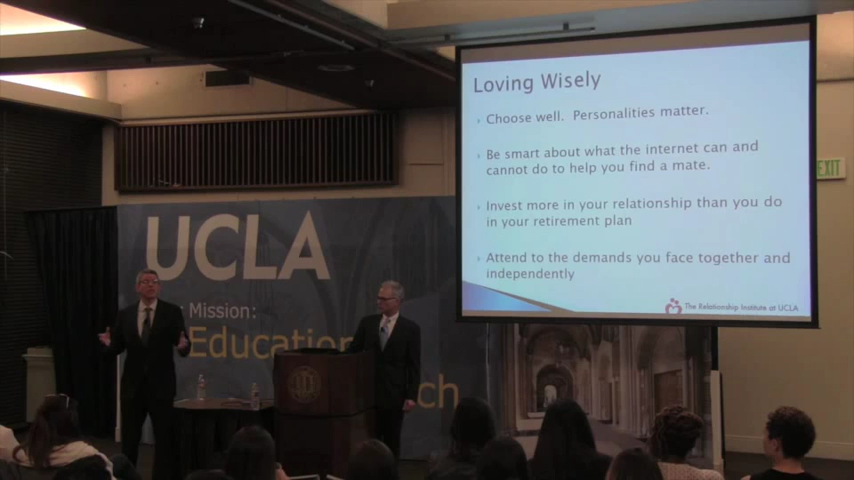 Loving Wisely
Choose well. Personalities matter.
Be smart about what the internet can and
cannot do to help you find a mate.
Invest more in your relationship than you do
in your retirement plan
Attend to the demands you face together and
independently
The Relationship Institute at UCLA
EXIT
UCLA
Mission:
Education
ch